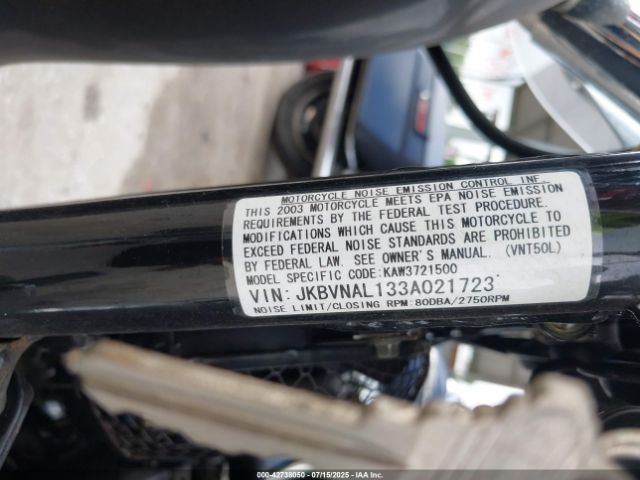 MOTORCYCLE NOISE EMISSION CONTROL INF.
THIS 2003 MOTORCYCLE MEETS EPA NOISE EMISSION
REQUIREMENTS BY THE FEDERAL TEST PROCEDURE.
MODIFICATIONS WHICH CAUSE THIS MOTORCYCLE TO
EXCEED FEDERAL NOISE STANDARDS ARE PROHIBITED
BY FEDERAL LAW. SEE OWNER'S MANUAL. (VNT50L)
MODEL SPECIFIC CODE:KAW3721500
VIN: JKBVNAL133A021723
NOISE LIMIT/CLOSING RPM:80DBA/2750RPM
000-42738050 - 07/15/2025 - IAA Inc.